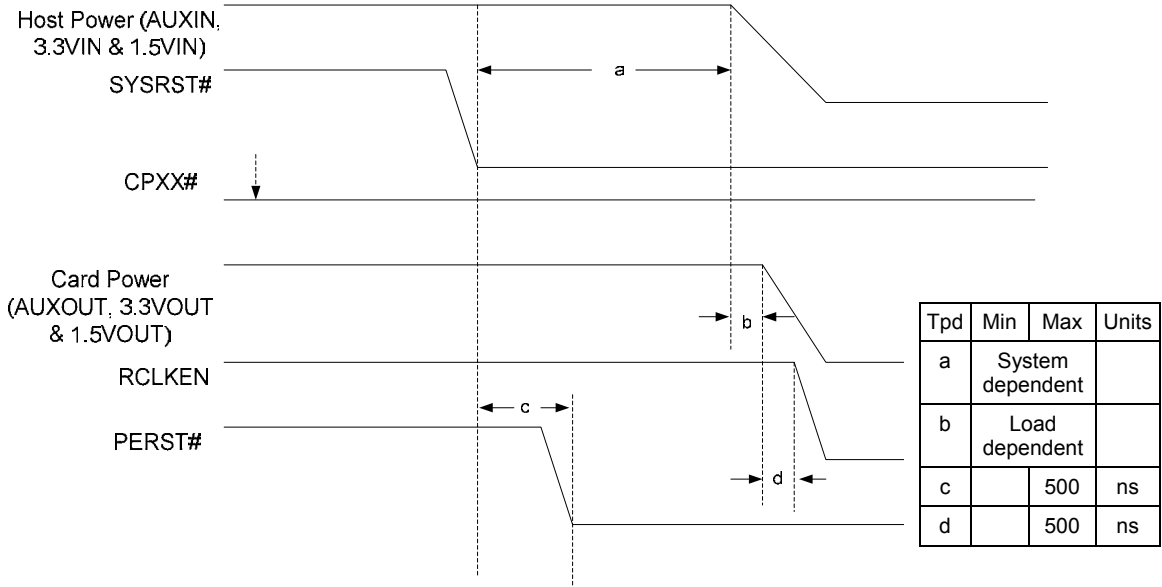 Host Power (AUXIN,
3.3VIN & 1.5VIN)
a
SYSRST#
CPXX#
Card Power
(AUXOUT, 3.3VOUT
& 1.5VOUT)
b
RCLKEN
c
PERST#
d
Tpd Min Max Units
a System
dependent
b Load
dependent
c 500 ns
d 500 ns